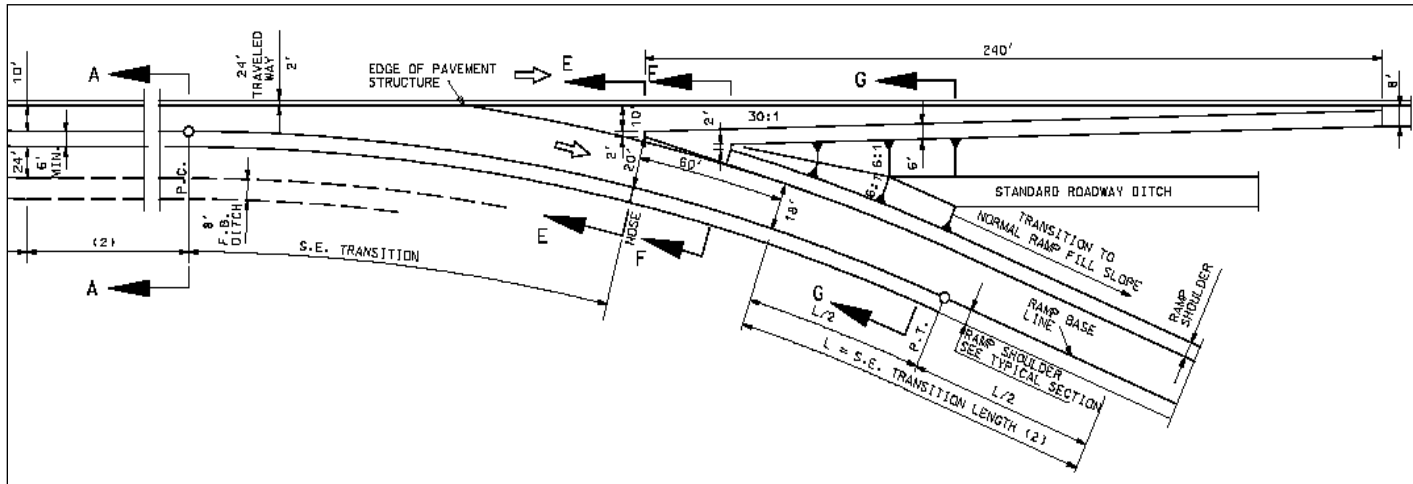 240'
10'
A
24'
TRAVELED
WAY
2'
EDGE OF PAVEMENT
STRUCTURE
E
F
G
8'
10'
2'
30:1
24'
6'
MIN.
P.C.
2'
20'
60'
6:1
6'
6:1
STANDARD ROADWAY DITCH
18'
8'
F.B.
DITCH
(2)
S.E. TRANSITION
NOSE
E
F
TRANSITION TO
NORMAL RAMP FILL SLOPE
RAMP
SHOULDER
A
G
L/2
P.T.
RAMP BASE
LINE
RAMP SHOULDER
SEE TYPICAL SECTION
L/2
L = S.E. TRANSITION LENGTH (2)